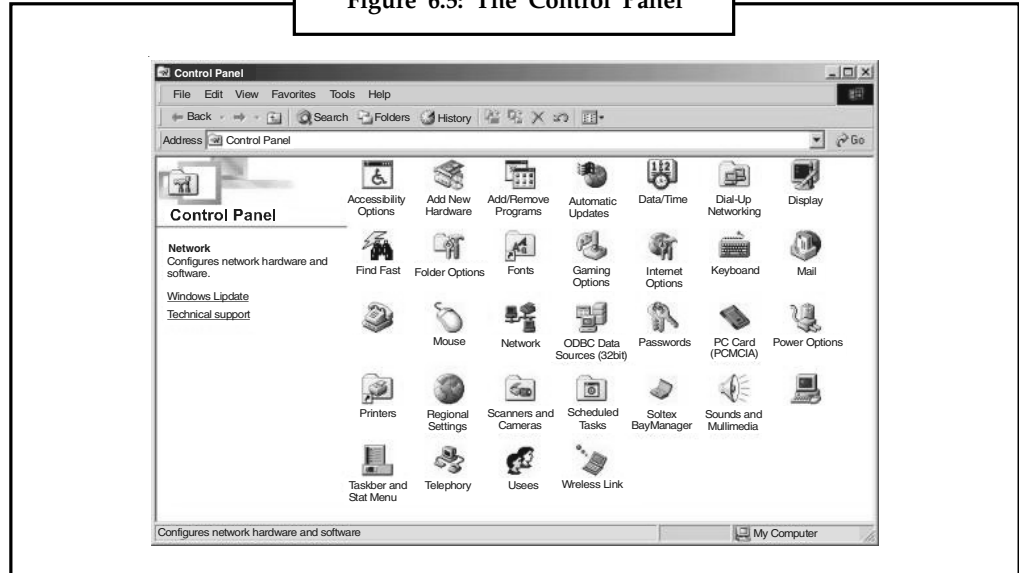 Figure 6.5: The Control Panel
Control Panel
File Edit View Favorites Tools Help
Back Search Folders History
Address Control Panel Go
Control Panel
Network
Configures network hardware and
software.
Windows Lipdate
Technical support
Accessibility Options
Add New Hardware
Add/Remove Programs
Automatic Updates
Data/Time
Dial-Up Networking
Display
Find Fast
Folder Options
Fonts
Gaming Options
Internet Options
Keyboard
Mail
Mouse
Network
ODBC Data Sources (32bit)
Passwords
PC Card (PCMCIA)
Power Options
Printers
Regional Settings
Scanners and Cameras
Scheduled Tasks
Soltex BayManager
Sounds and Mullimedia
Taskber and Stat Menu
Telephory
Usees
Wreless Link
Configures network hardware and software
My Computer